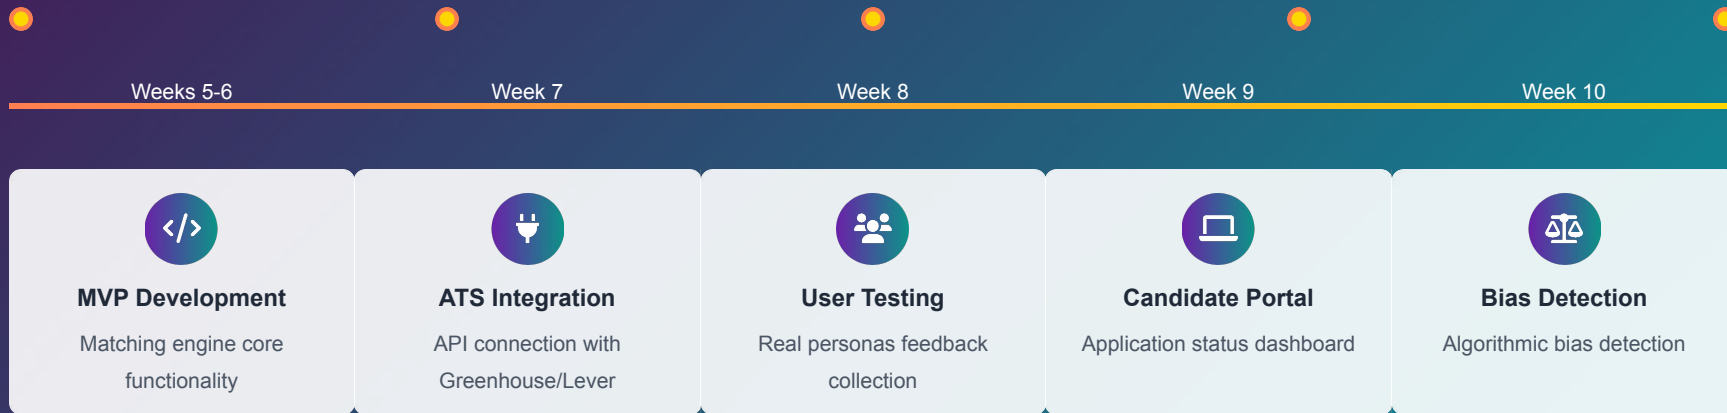 Weeks 5-6
Week 7
Week 8
Week 9
Week 10
MVP Development
Matching engine core
functionality
ATS Integration
API connection with
Greenhouse/Lever
User Testing
Real personas feedback
collection
Candidate Portal
Application status dashboard
Bias Detection
Algorithmic bias detection